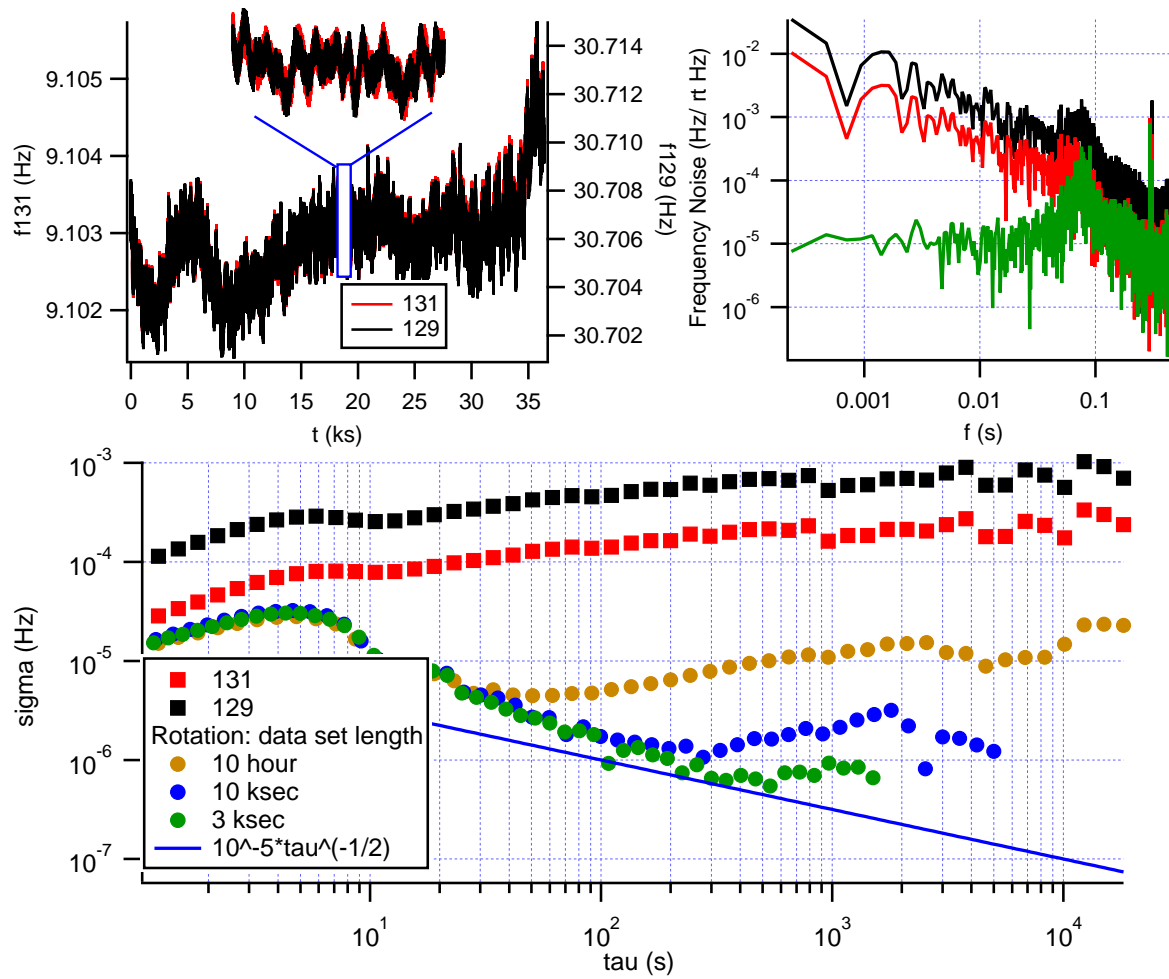 9.105
9.104
9.103
9.102
f131 (Hz)
30.714
30.712
30.710
30.708
30.706
30.704
30.702
f129 (Hz)
131
129
0 5 10 15 20 25 30 35
t (ks)
Frequency Noise (Hz/ rt Hz)
10^-2
10^-3
10^-4
10^-5
10^-6
0.001 0.01 0.1
f (s)
sigma (Hz)
10^-3
10^-4
10^-5
10^-6
10^-7
131
129
Rotation: data set length
10 hour
10 ksec
3 ksec
10^-5*tau^(-1/2)
10^1 10^2 10^3 10^4
tau (s)